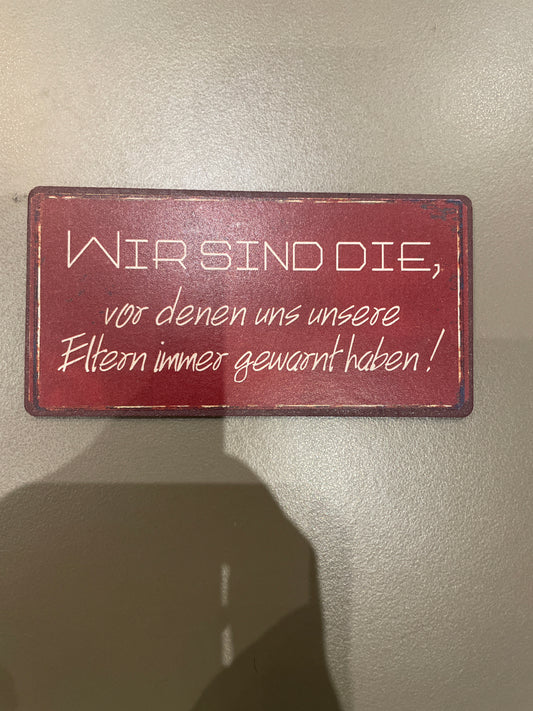 WIR SIND DIE,
vor denen uns unsere
Eltern immer gewarnt haben!